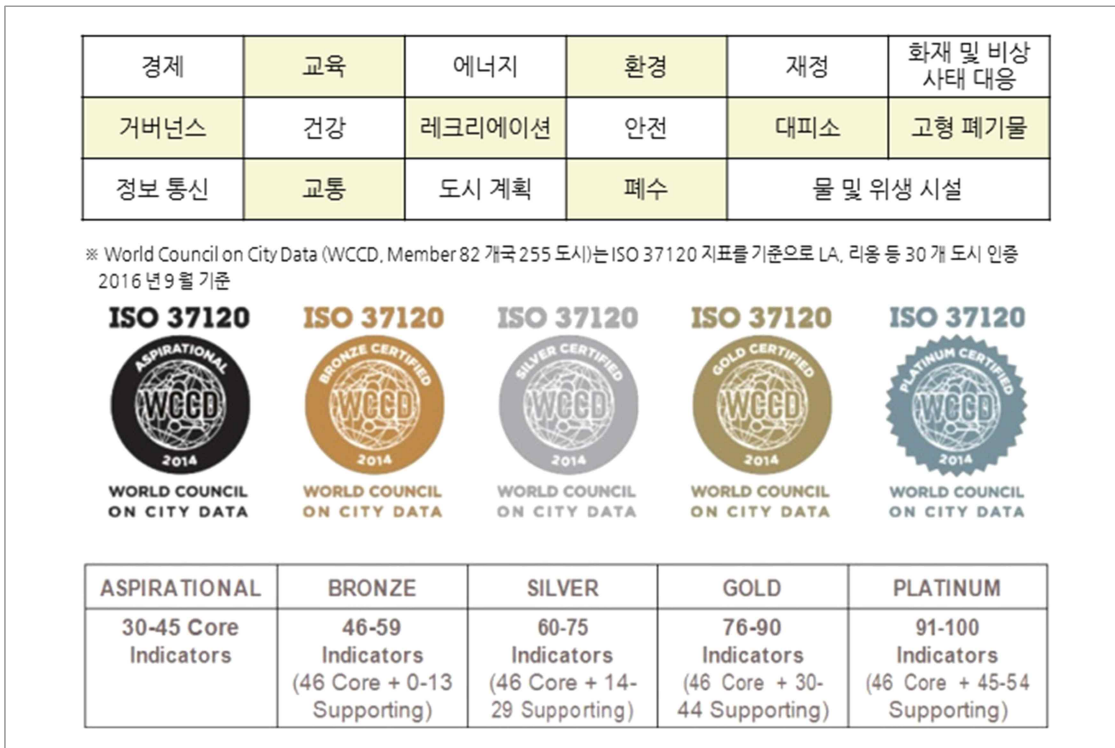 경제 교육 에너지 환경 재정 화재 및 비상
사태 대응
거버넌스 건강 레크리에이션 안전 대피소 고형 폐기물
정보 통신 교통 도시 계획 폐수 물 및 위생 시설
※ World Council on City Data (WCCD, Member 82 개국 255 도시)는 ISO 37120 지표를 기준으로 LA, 리옹 등 30 개 도시 인증
2016 년 9 월 기준
ISO 37120 ISO 37120 ISO 37120 ISO 37120 ISO 37120
ASPIRATIONAL BRONZE CERTIFIED SILVER CERTIFIED GOLD CERTIFIED PLATINUM CERTIFIED
WCCD WCCD WCCD WCCD WCCD
2014 2014 2014 2014 2014
WORLD COUNCIL WORLD COUNCIL WORLD COUNCIL WORLD COUNCIL WORLD COUNCIL
ON CITY DATA ON CITY DATA ON CITY DATA ON CITY DATA ON CITY DATA
ASPIRATIONAL BRONZE SILVER GOLD PLATINUM
30-45 Core 46-59 60-75 76-90 91-100
Indicators Indicators Indicators Indicators Indicators
(46 Core + 0-13 (46 Core + 14- (46 Core + 30- (46 Core + 45-54
Supporting) 29 Supporting) 44 Supporting) Supporting)